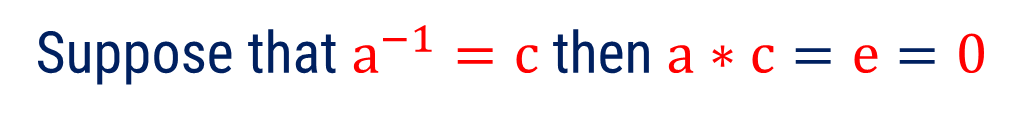 Suppose that a⁻¹ = c then a * c = e = 0